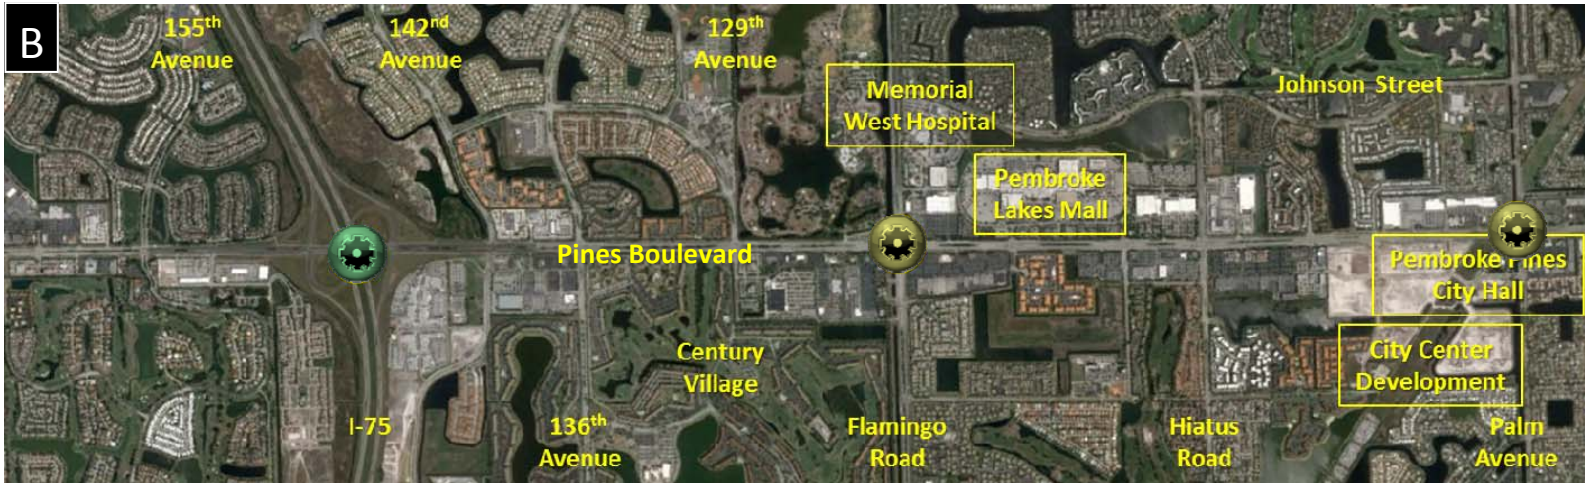 B
155th
Avenue
142nd
Avenue
129th
Avenue
Memorial
West Hospital
Johnson Street
Pembroke
Lakes Mall
Pines Boulevard
Pembroke Pines
City Hall
Century
Village
City Center
Development
I-75
136th
Avenue
Flamingo
Road
Hiatus
Road
Palm
Avenue